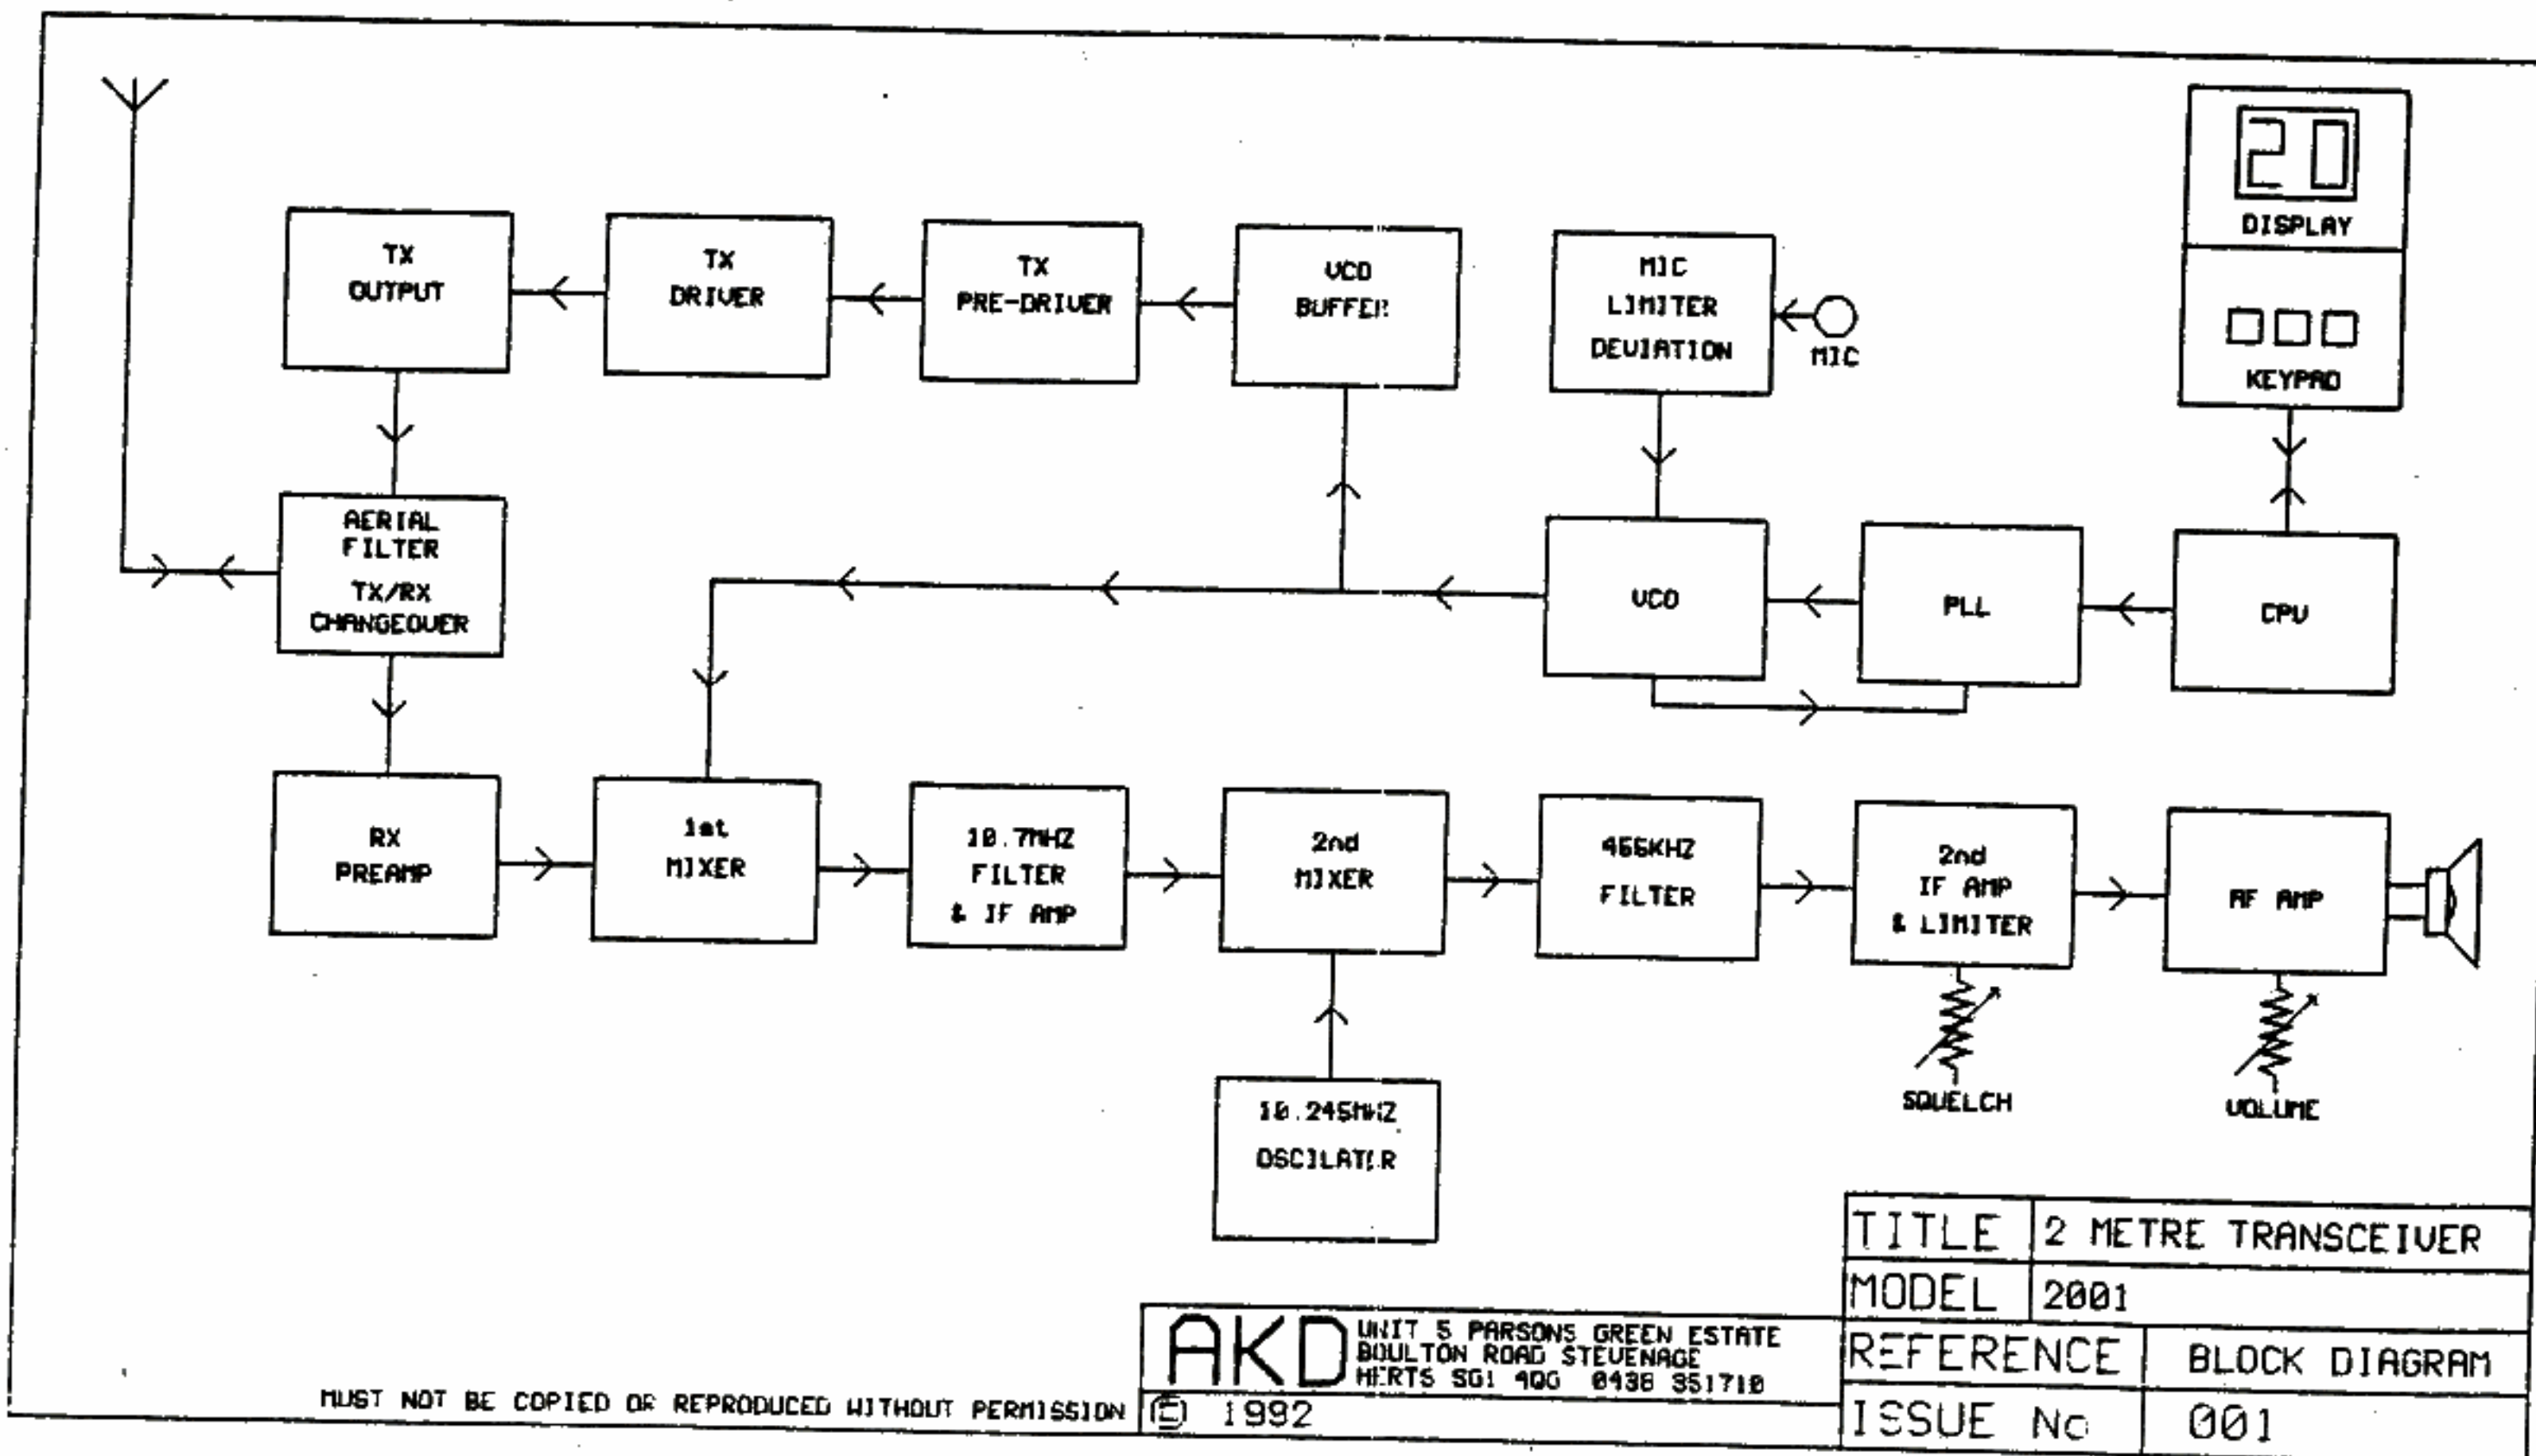 20
DISPLAY
KEYPAD
TX
OUTPUT
TX
DRIVER
TX
PRE-DRIVER
VCO
BUFFER
MIC
LIMITER
DEVIATION
MIC
AERIAL
FILTER
TX/RX
CHANGEOVER
VCO
PLL
CPU
RX
PREAMP
1st
MIXER
10.7MHZ
FILTER
& IF AMP
2nd
MIXER
455KHZ
FILTER
2nd
IF AMP
& LIMITER
AF AMP
SQUELCH
VOLUME
10.245MHZ
OSCILATER
TITLE 2 METRE TRANSCEIVER
MODEL 2001
REFERENCE BLOCK DIAGRAM
ISSUE No 001
AKD
UNIT 5 PARSONS GREEN ESTATE
BOULTON ROAD STEVENAGE
HERTS SG1 4QG 0438 351710
© 1992
MUST NOT BE COPIED OR REPRODUCED WITHOUT PERMISSION